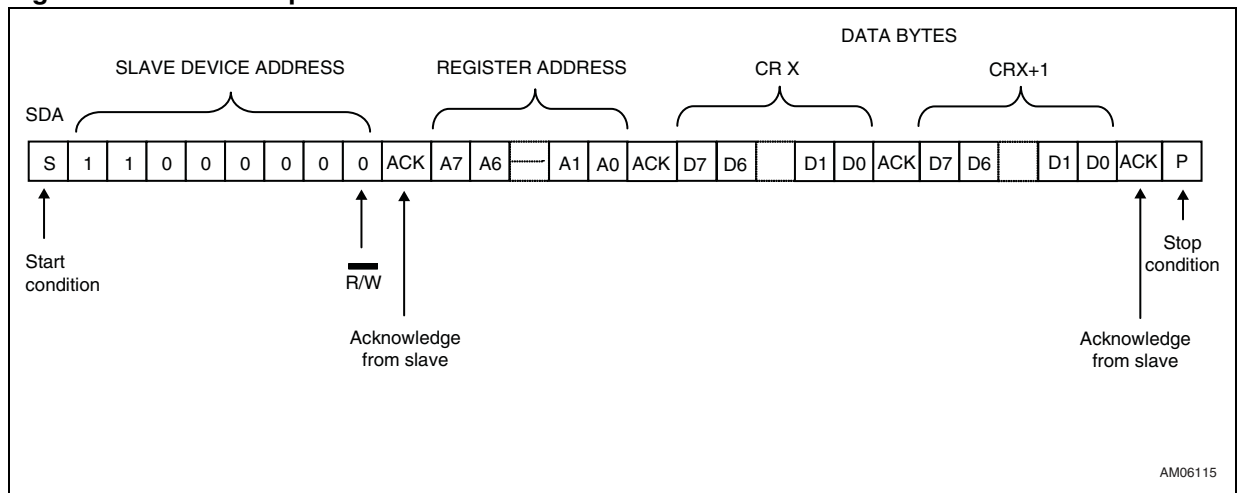 DATA BYTES
SLAVE DEVICE ADDRESS REGISTER ADDRESS CR X CRX+1
SDA
S 1 1 0 0 0 0 0 0 ACK A7 A6 A1 A0 ACK D7 D6 D1 D0 ACK D7 D6 D1 D0 ACK P
Start
condition
R/W
Acknowledge
from slave
Stop
condition
Acknowledge
from slave
AM06115